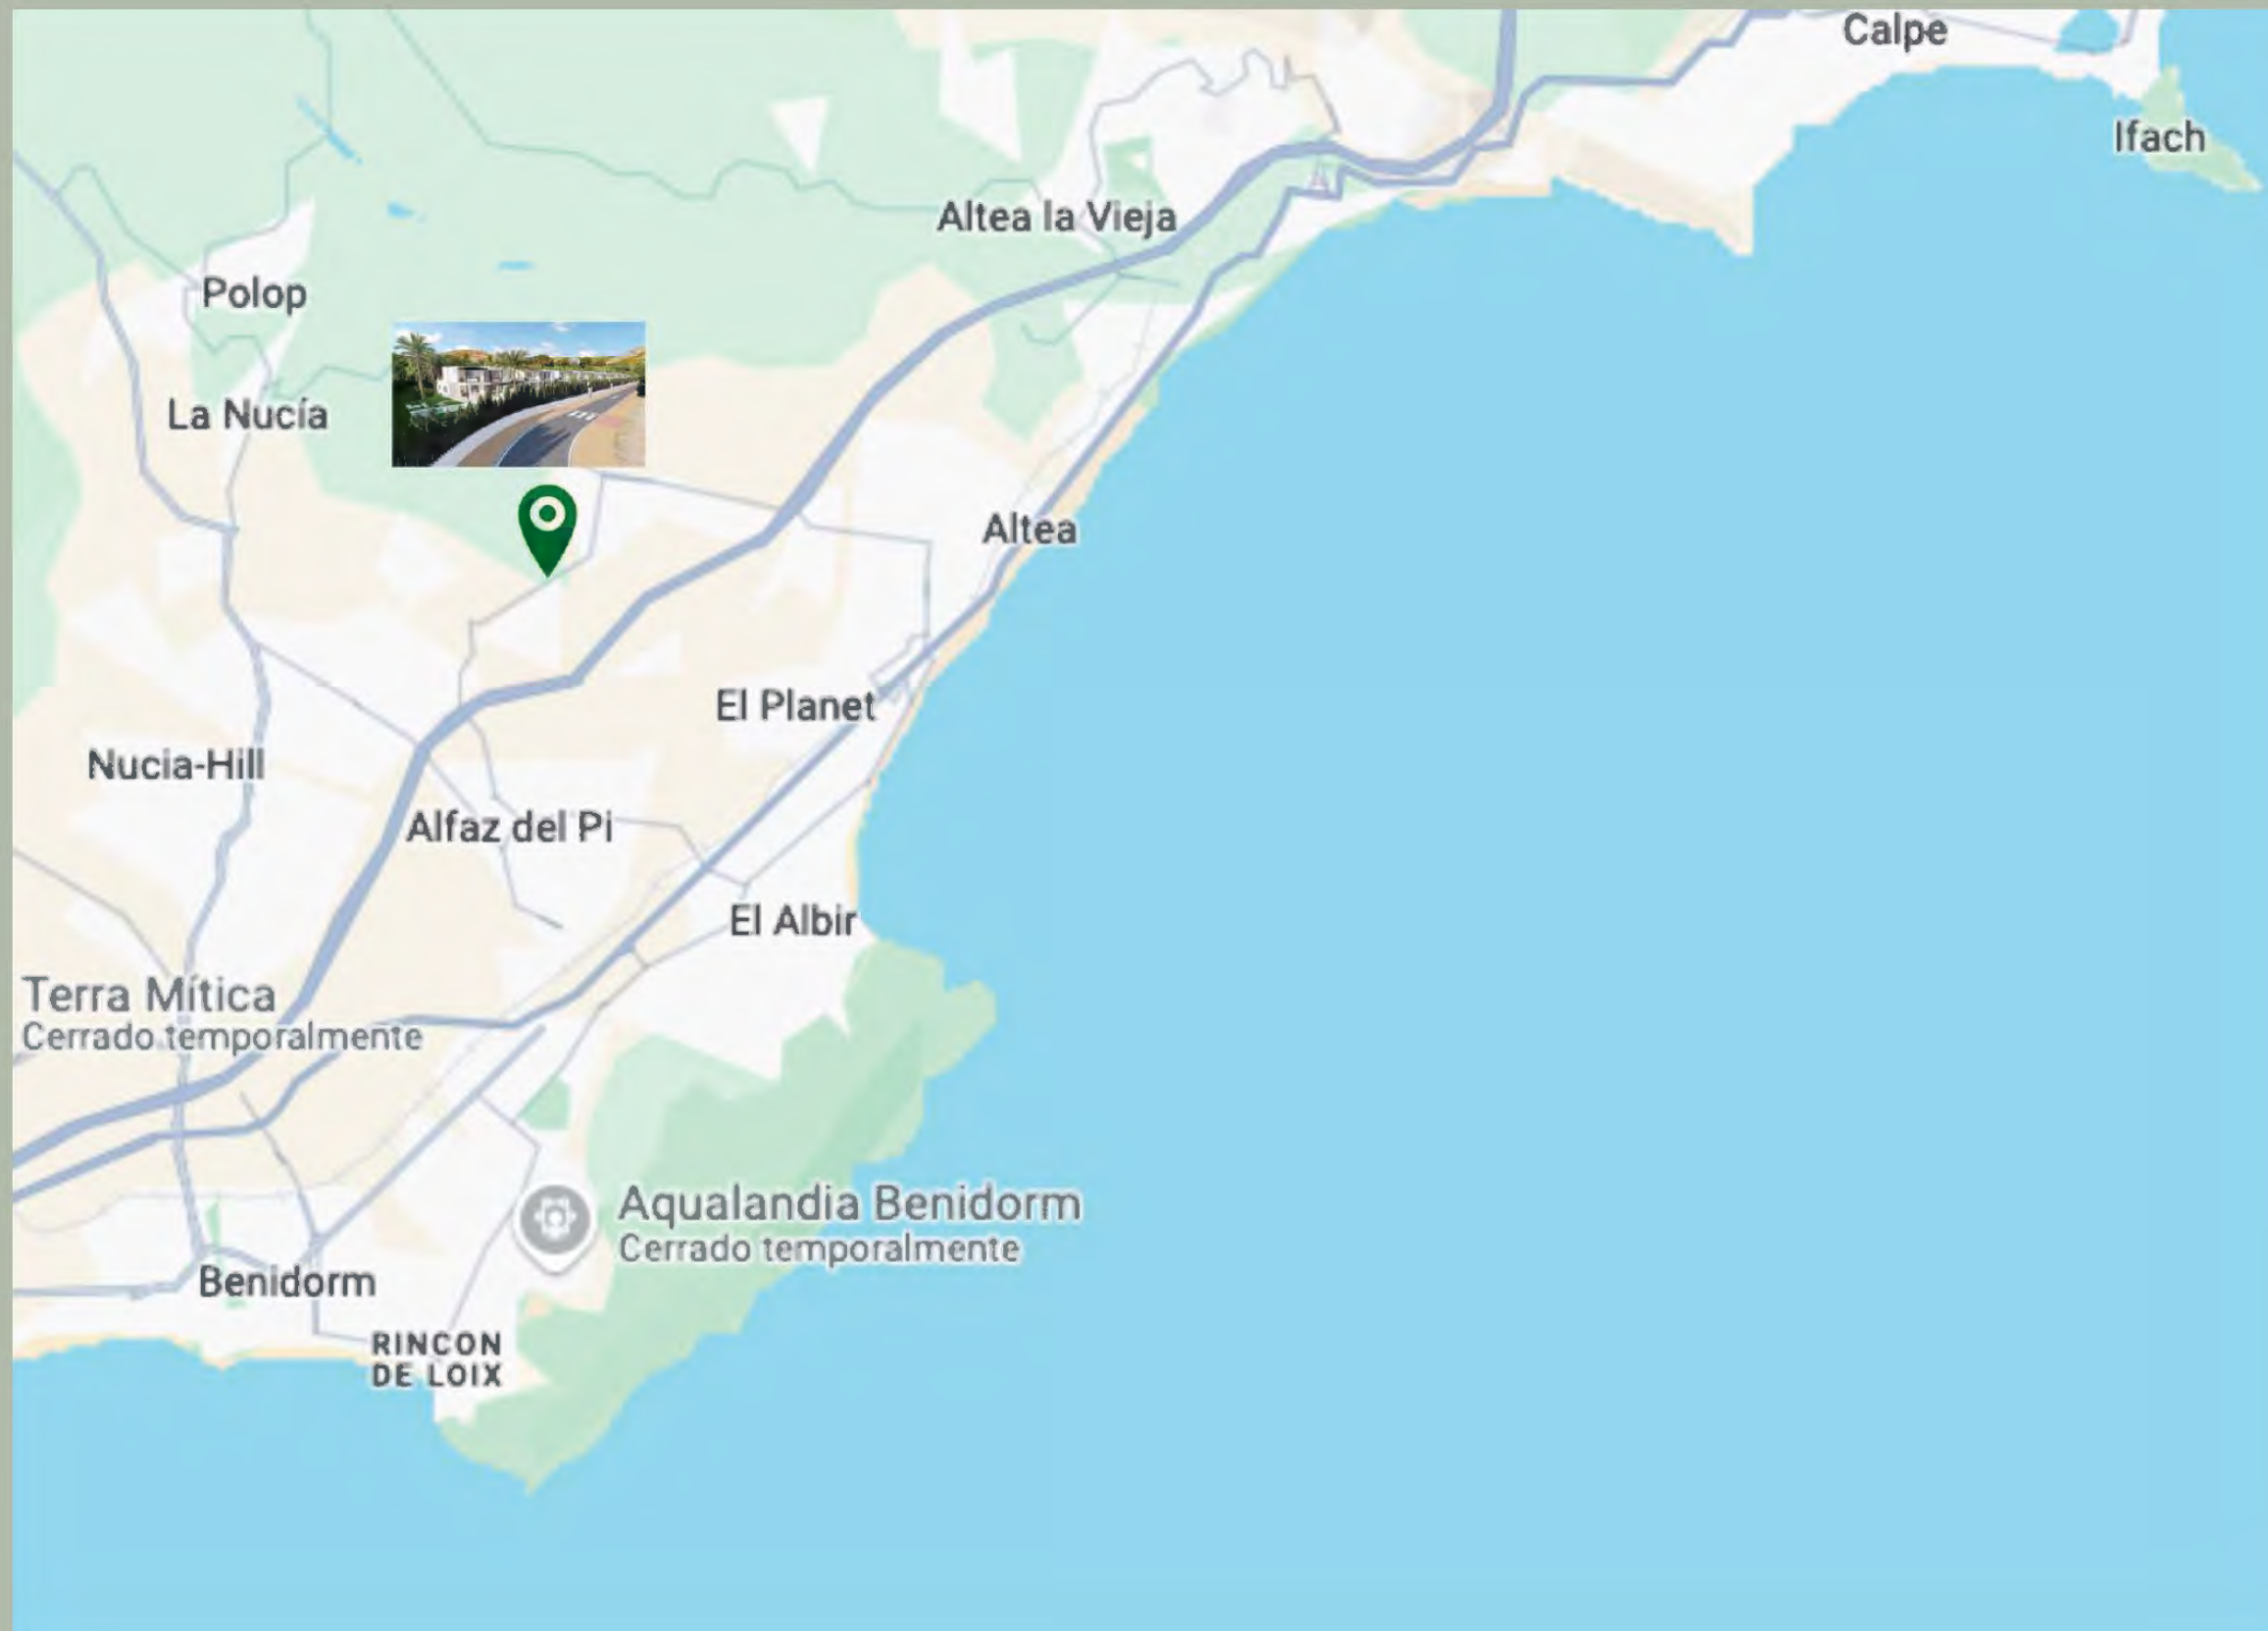 Calpe
Ifach
Altea la Vieja
Polop
La Nucía
Altea
El Planet
Nucia-Hill
Alfaz del Pi
El Albir
Terra Mítica
Cerrado temporalmente
Aqualandia Benidorm
Cerrado temporalmente
Benidorm
RINCON
DE LOIX